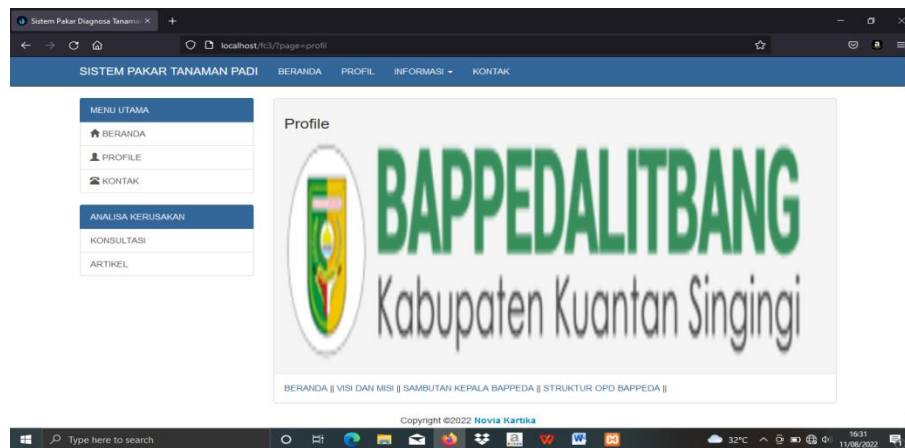 Sistem Pakar Diagnosa Tanama
localhost/fc3/?page=profil
SISTEM PAKAR TANAMAN PADI BERANDA PROFIL INFORMASI KONTAK
MENU UTAMA
BERANDA
PROFILE
KONTAK
ANALISA KERUSAKAN
KONSULTASI
ARTIKEL
Profile
BAPPEDALITBANG
Kabupaten Kuantan Singingi
BERANDA || VISI DAN MISI || SAMBUTAN KEPALA BAPPEDA || STRUKTUR OPD BAPPEDA ||
Copyright ©2022 Novia Kartika
Type here to search
32°C
16:31
11/08/2022